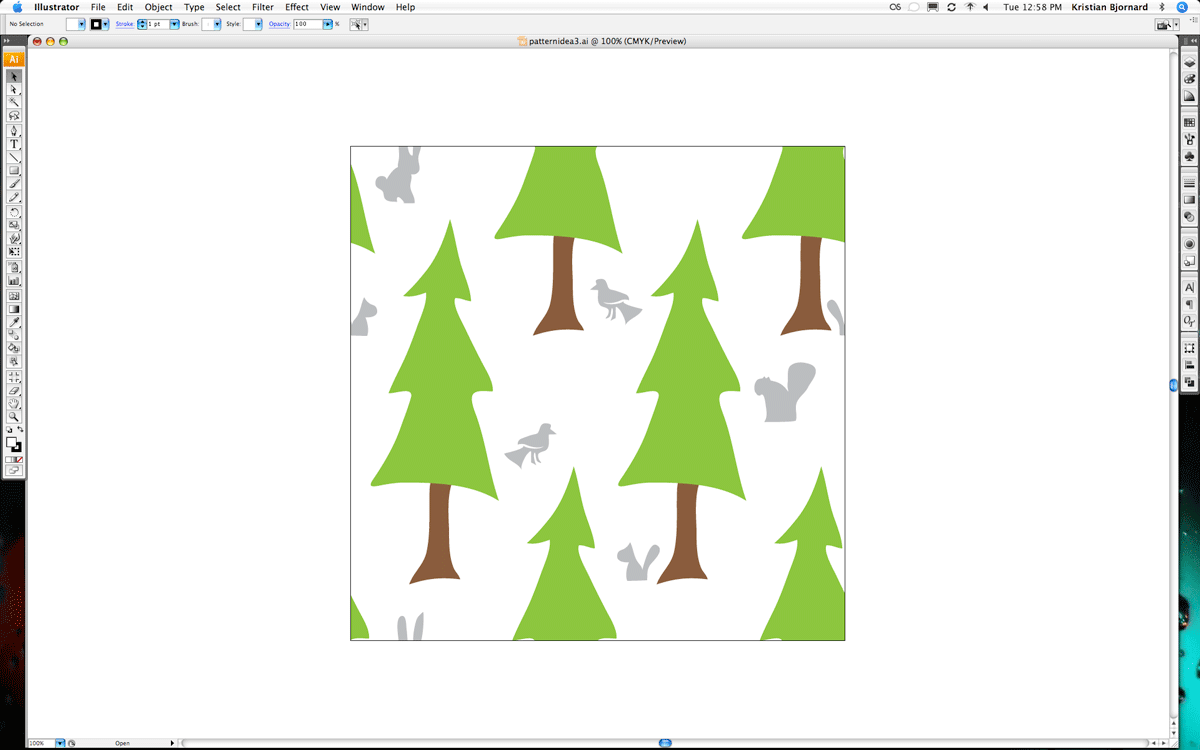 Illustrator File Edit Object Type Select Filter Effect View Window Help Tue 12:58 PM Kristian Bjornard
No Selection Stroke: 1 pt Brush: Style: Opacity: 100 %
patternidea3.ai @ 100% (CMYK/Preview)
Ai
T
A
100% Open